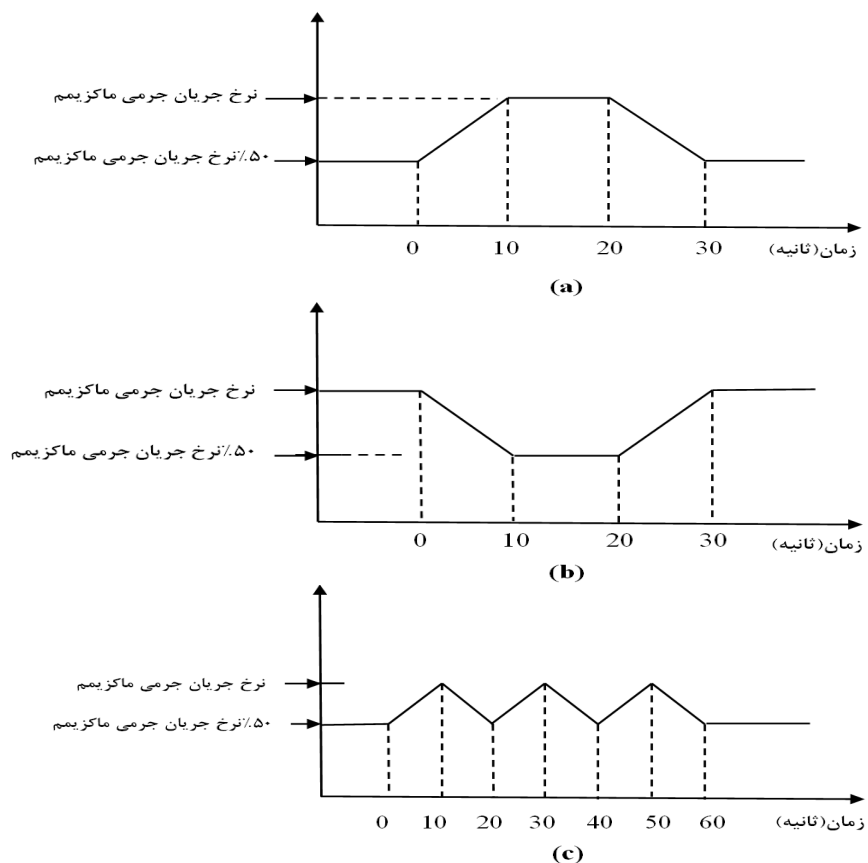 نرخ جریان جرمی ماکزیمم
۵۰٪نرخ جریان جرمی ماکزیمم
0 10 20 30 زمان(ثانیه)
(a)
نرخ جریان جرمی ماکزیمم
۵۰٪نرخ جریان جرمی ماکزیمم
0 10 20 30 زمان(ثانیه)
(b)
نرخ جریان جرمی ماکزیمم
۵۰٪نرخ جریان جرمی ماکزیمم
0 10 20 30 40 50 60 زمان(ثانیه)
(c)